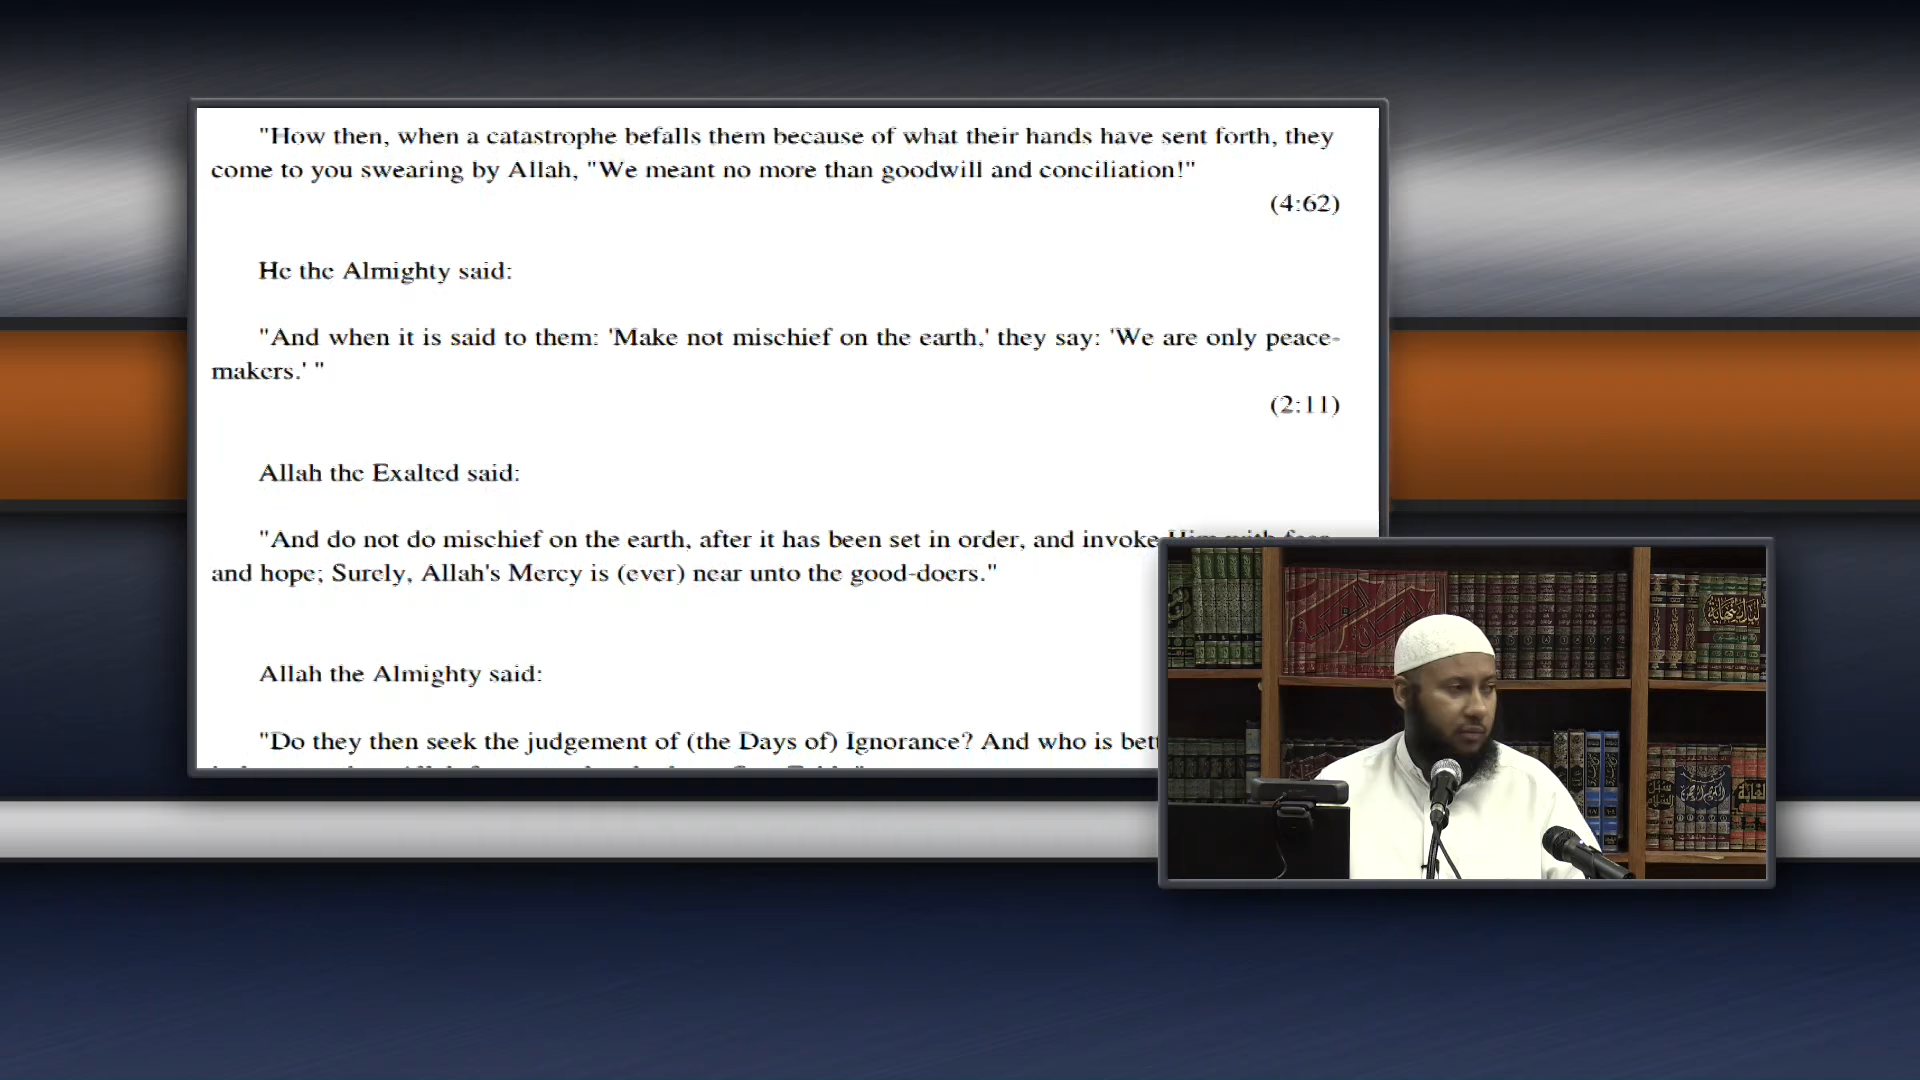 "How then, when a catastrophe befalls them because of what their hands have sent forth, they
come to you swearing by Allah, "We meant no more than goodwill and conciliation!"
(4:62)
He the Almighty said:
"And when it is said to them: 'Make not mischief on the earth,' they say: 'We are only peace-
makers.' "
(2:11)
Allah the Exalted said:
"And do not do mischief on the earth, after it has been set in order, and invoke Him with fear
and hope; Surely, Allah's Mercy is (ever) near unto the good-doers."
Allah the Almighty said:
"Do they then seek the judgement of (the Days of) Ignorance? And who is